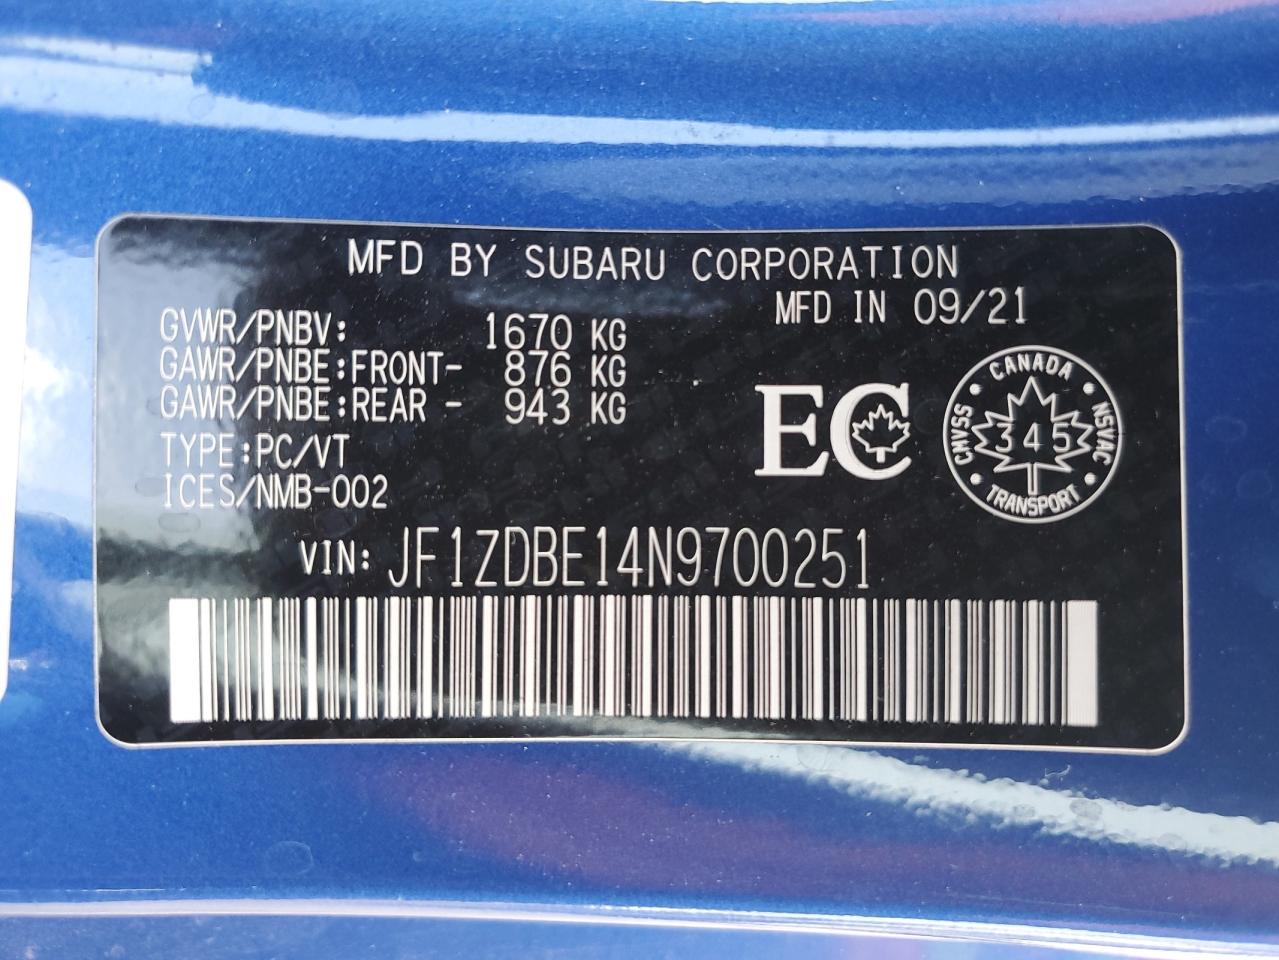 MFD BY SUBARU CORPORATION
MFD IN 09/21
GVWR/PNBV: 1670 KG
GAWR/PNBE:FRONT- 876 KG
GAWR/PNBE:REAR - 943 KG
TYPE:PC/VT
ICES/NMB-002
EC
CANADA
CMVSS
345
NSVAC
TRANSPORT
VIN: JF1ZDBE14N9700251